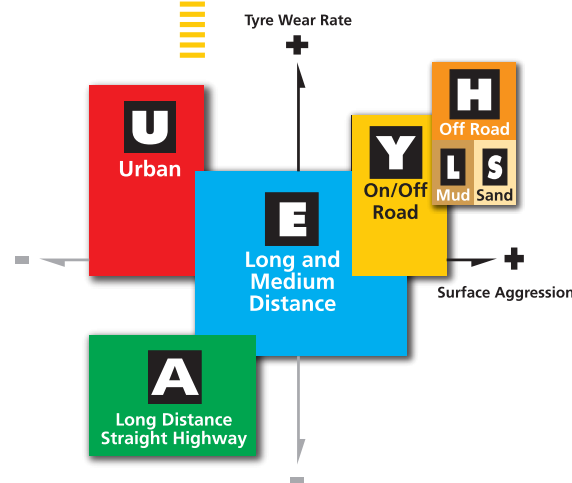 Tyre Wear Rate
+
U
Urban
H
Off Road
L
Mud
S
Sand
Y
On/Off
Road
E
Long and
Medium
Distance
-
+
Surface Aggression
A
Long Distance
Straight Highway
-